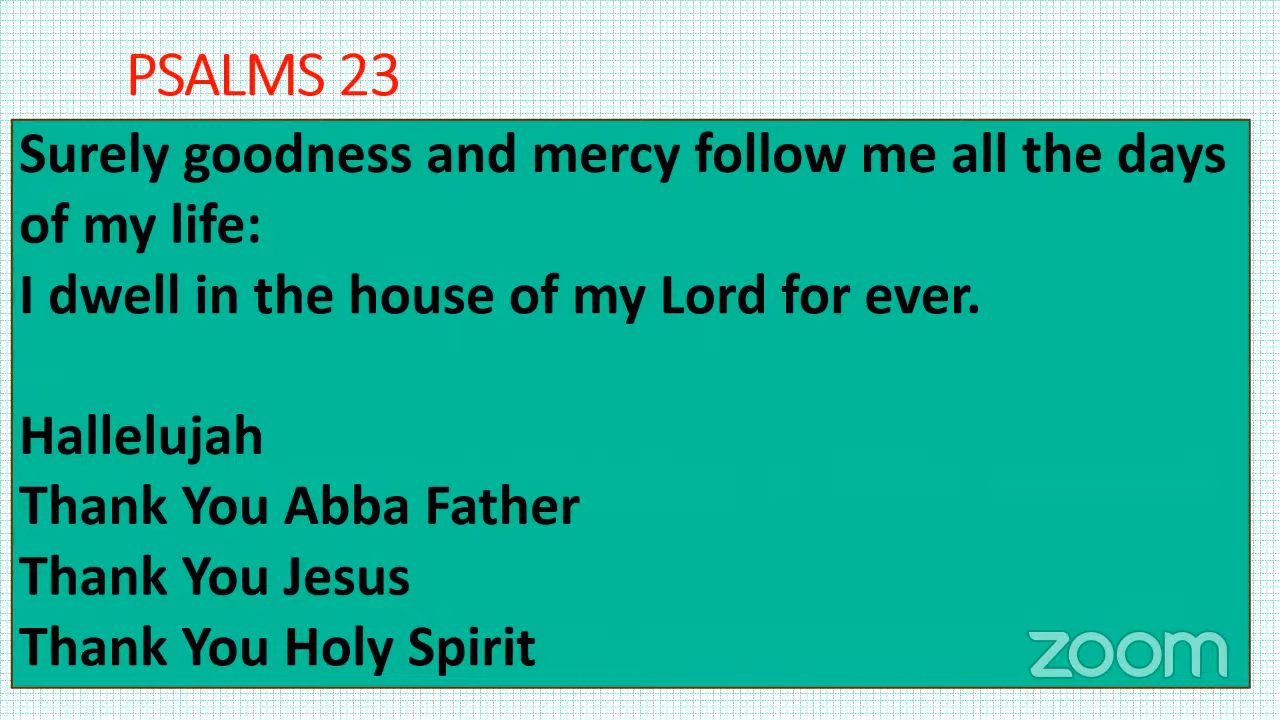 PSALMS 23
Surely goodness and mercy follow me all the days
of my life:
I dwell in the house of my Lord for ever.
Hallelujah
Thank You Abba Father
Thank You Jesus
Thank You Holy Spirit
zoom